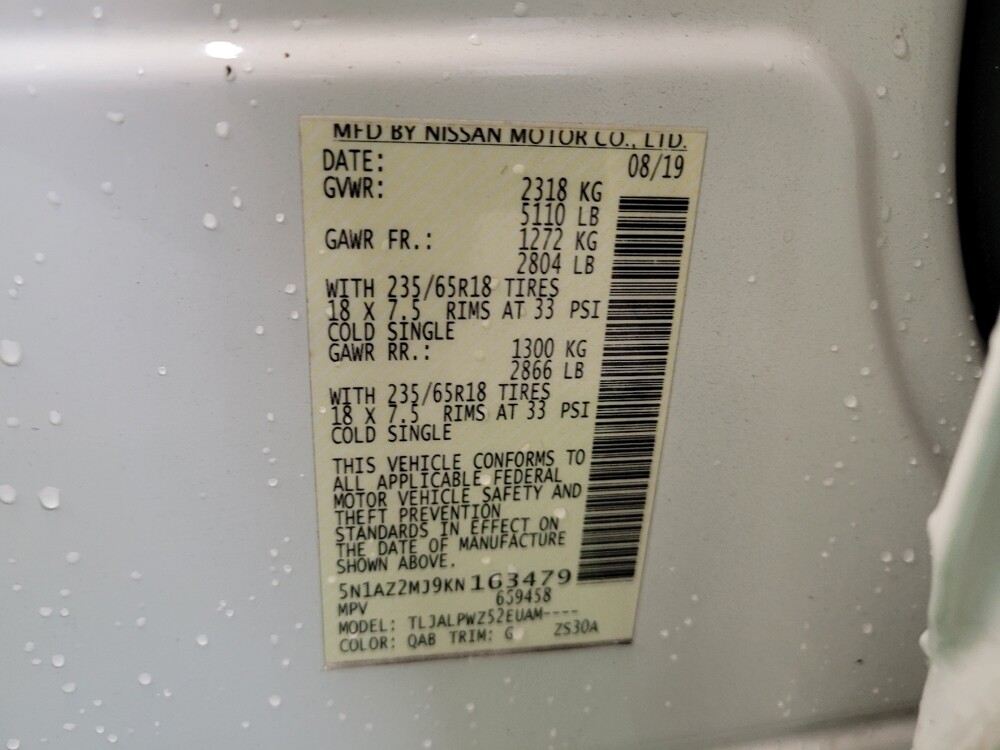 MFD BY NISSAN MOTOR CO., LTD.
DATE: 08/19
GVWR: 2318 KG
5110 LB
GAWR FR.: 1272 KG
2804 LB
WITH 235/65R18 TIRES
18 X 7.5 RIMS AT 33 PSI
COLD SINGLE
GAWR RR.: 1300 KG
2866 LB
WITH 235/65R18 TIRES
18 X 7.5 RIMS AT 33 PSI
COLD SINGLE
THIS VEHICLE CONFORMS TO
ALL APPLICABLE FEDERAL
MOTOR VEHICLE SAFETY AND
THEFT PREVENTION
STANDARDS IN EFFECT ON
THE DATE OF MANUFACTURE
SHOWN ABOVE.
5N1AZ2MJ9KN163479
MPV 659458
MODEL: TLJALPWZ52EUAM----
COLOR: QAB TRIM: G ZS30A